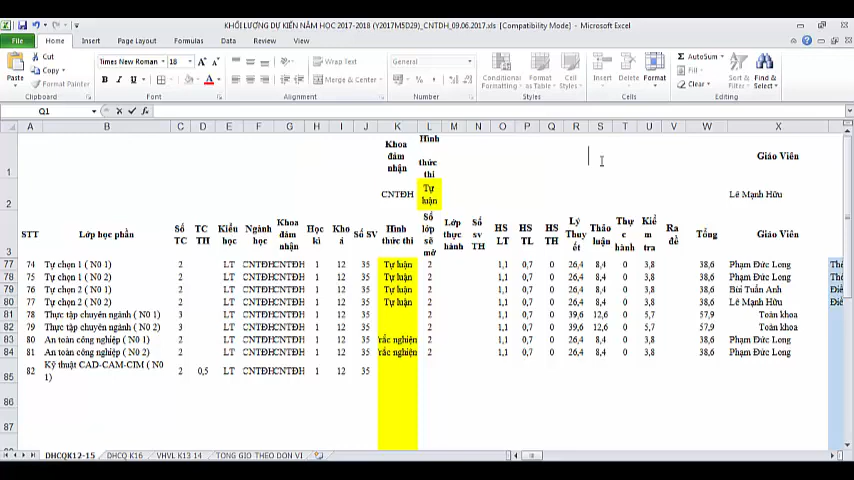 KHỐI LƯỢNG DỰ KIẾN NĂM HỌC 2017-2018 (Y2017M5D29)_CNTDH_09.06.2017.xls [Compatibility Mode] - Microsoft Excel
File Home Insert Page Layout Formulas Data Review View
Cut Times New Roman 18 Wrap Text General AutoSum
Copy Fill
Paste Format Painter Merge & Center Conditional Formatting Format as Table Cell Styles Insert Delete Format Clear Sort & Filter Find & Select
Clipboard Font Alignment Number Styles Cells Editing
Q1
A B C D E F G H I J K L M N O P Q R S T U V W X
1 Khoa đảm nhận Hình thức thi Giáo Viên
2 CNTĐH Tự luận Lê Mạnh Hữu
3 STT Lớp học phần Số TC TC TH Kiểu học Ngành học Khoa đảm nhận Học kì Khoá Số SV Hình thức thi Số lớp sẽ mở Lớp thực hành Số sv TH HS LT HS TL HS TH Lý Thuyết Thảo luận Thực hành Kiểm tra Ra đề Tổng Giáo Viên
77 74 Tự chọn 1 ( N0 1) 2 LT CNTĐH CNTĐH 1 12 35 Tự luận 2 1,1 0,7 0 26,4 8,4 0 3,8 38,6 Phạm Đức Long
78 75 Tự chọn 1 ( N0 2) 2 LT CNTĐH CNTĐH 1 12 35 Tự luận 2 1,1 0,7 0 26,4 8,4 0 3,8 38,6 Phạm Đức Long
79 76 Tự chọn 2 ( N0 1) 2 LT CNTĐH CNTĐH 1 12 35 Tự luận 2 1,1 0,7 0 26,4 8,4 0 3,8 38,6 Bùi Tuấn Anh
80 77 Tự chọn 2 ( N0 2) 2 LT CNTĐH CNTĐH 1 12 35 Tự luận 2 1,1 0,7 0 26,4 8,4 0 3,8 38,6 Lê Mạnh Hữu
81 78 Thực tập chuyên ngành ( N0 1) 3 LT CNTĐH CNTĐH 1 12 35 2 1,1 0,7 0 39,6 12,6 0 5,7 57,9 Toàn khoa
82 79 Thực tập chuyên ngành ( N0 2) 3 LT CNTĐH CNTĐH 1 12 35 2 1,1 0,7 0 39,6 12,6 0 5,7 57,9 Toàn khoa
83 80 An toàn công nghiệp ( N0 1) 2 LT CNTĐH CNTĐH 1 12 35 rắc nghiện 2 1,1 0,7 0 26,4 8,4 0 3,8 38,6 Phạm Đức Long
84 81 An toàn công nghiệp ( N0 2) 2 LT CNTĐH CNTĐH 1 12 35 rắc nghiện 2 1,1 0,7 0 26,4 8,4 0 3,8 38,6 Phạm Đức Long
85 82 Kỹ thuật CAD-CAM-CIM ( N0 1) 2 0,5 LT CNTĐH CNTĐH 1 12 35
86
87
DHCQK12-15 DHCQ K16 VHVL K13 14 TONG GIO THEO DON VI